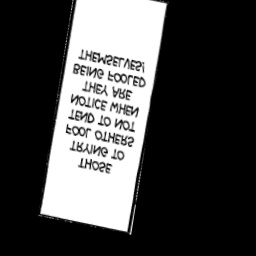 THOSE
TRYING TO
FOOL OTHERS
TEND TO NOT
NOTICE WHEN
THEY ARE
BEING FOOLED
THEMSELVES!